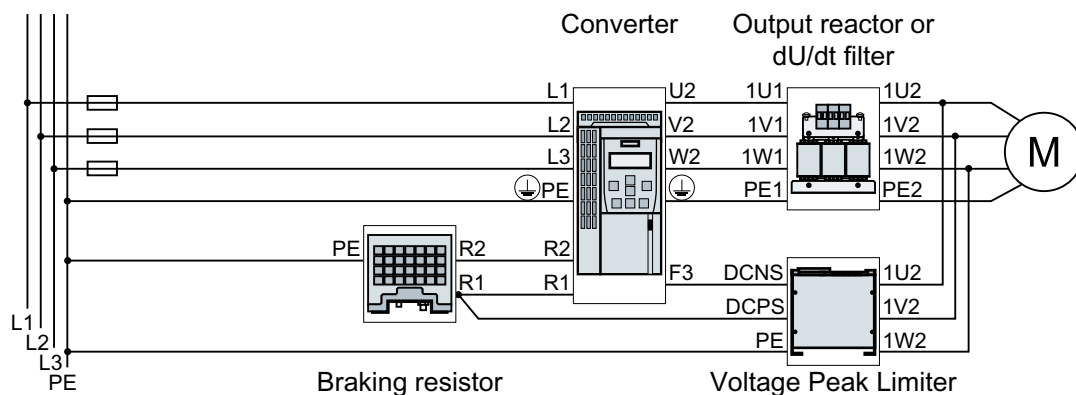 Converter
Output reactor or
dU/dt filter
L1 U2 1U1 1U2
L2 V2 1V1 1V2
L3 W2 1W1 1W2
PE PE1 PE2
M
PE R2 R2
R1 R1 F3 DCNS 1U2
DCPS 1V2
PE 1W2
L1
L2
L3
PE
Braking resistor
Voltage Peak Limiter